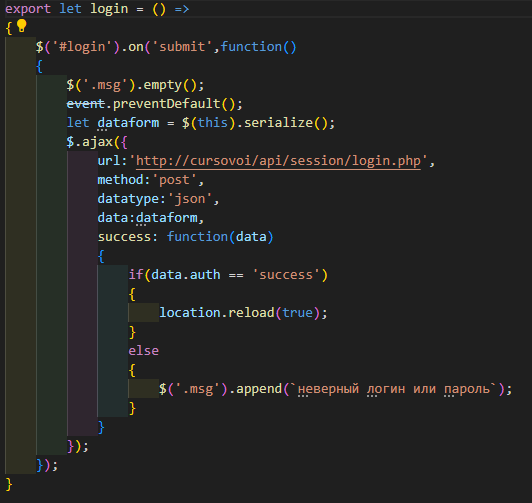 export let login = () =>
{
    $('#login').on('submit',function()
    {
        $('.msg').empty();
        event.preventDefault();
        let dataform = $(this).serialize();
        $.ajax({
            url:'http://cursovoi/api/session/login.php',
            method:'post',
            datatype:'json',
            data:dataform,
            success: function(data)
            {
                if(data.auth == 'success')
                {
                    location.reload(true);
                }
                else
                {
                    $('.msg').append(`неверный логин или пароль`);
                }
            }
        });
    });
}